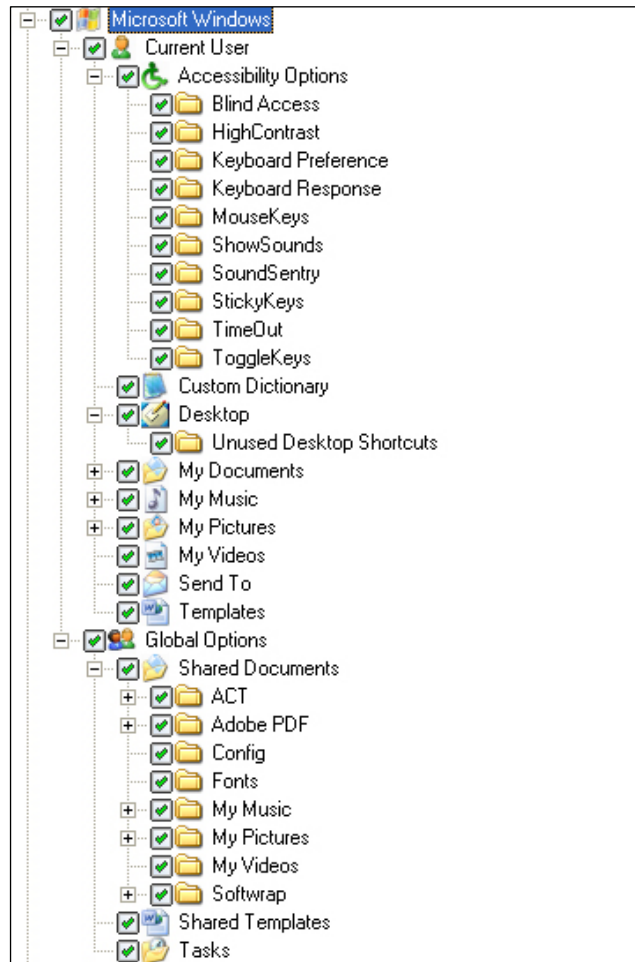 Microsoft Windows
Current User
Accessibility Options
Blind Access
HighContrast
Keyboard Preference
Keyboard Response
MouseKeys
ShowSounds
SoundSentry
StickyKeys
TimeOut
ToggleKeys
Custom Dictionary
Desktop
Unused Desktop Shortcuts
My Documents
My Music
My Pictures
My Videos
Send To
Templates
Global Options
Shared Documents
ACT
Adobe PDF
Config
Fonts
My Music
My Pictures
My Videos
Softwrap
Shared Templates
Tasks